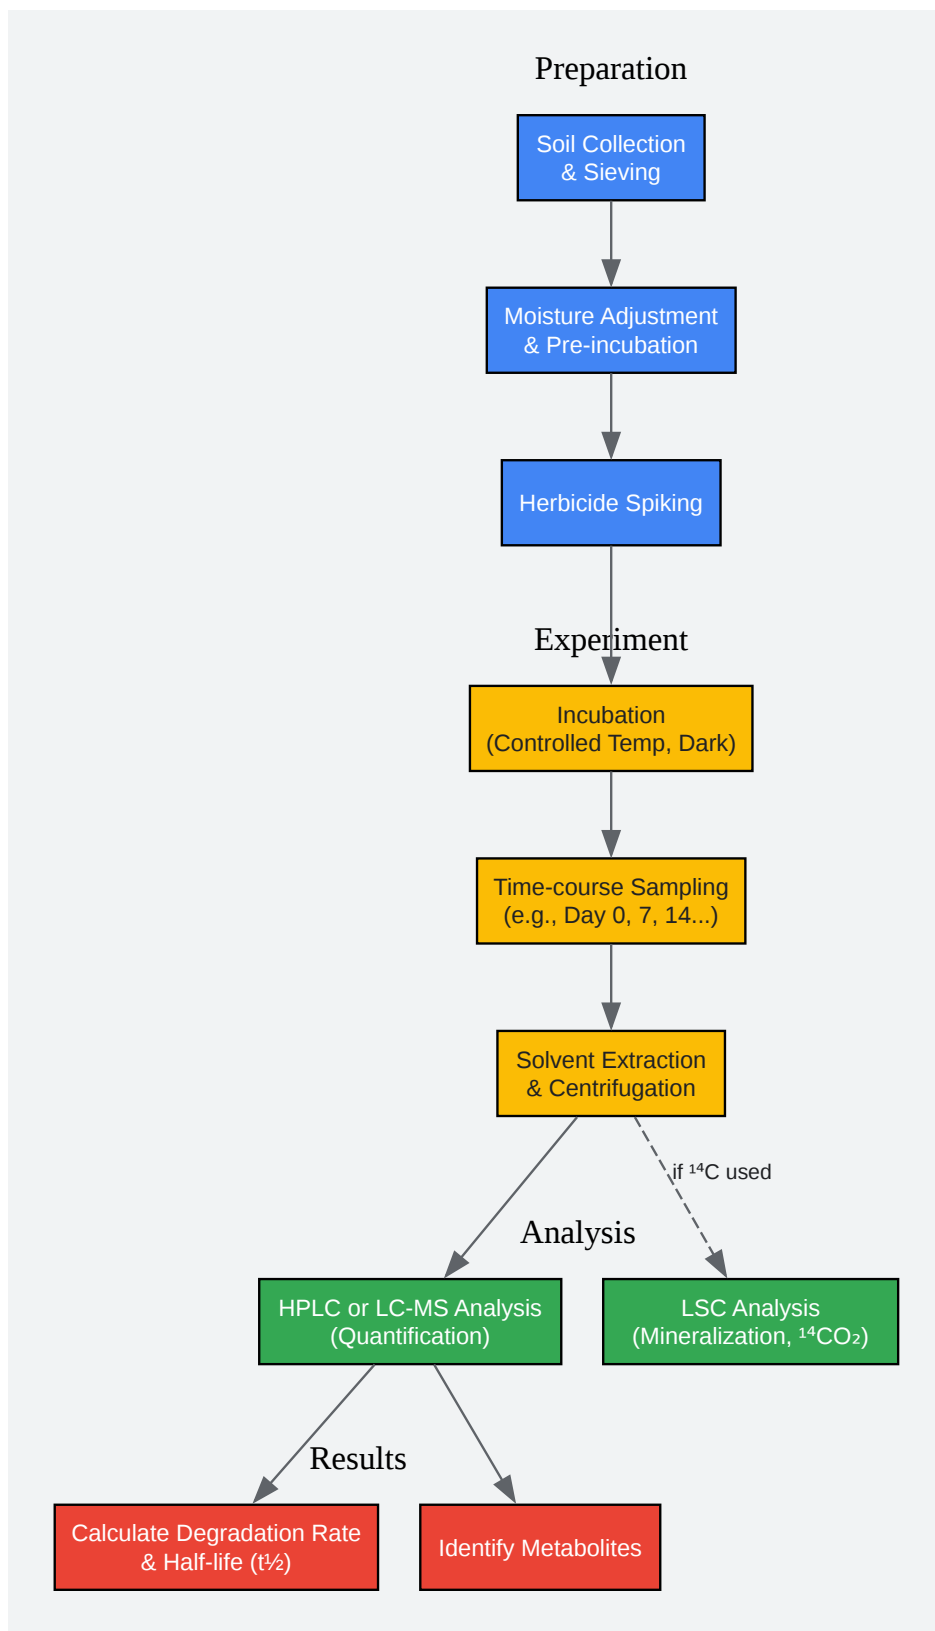 Preparation
Soil Collection
& Sieving
Moisture Adjustment
& Pre-incubation
Herbicide Spiking
Experiment
Incubation
(Controlled Temp, Dark)
Time-course Sampling
(e.g., Day 0, 7, 14...)
Solvent Extraction
& Centrifugation
if ¹⁴C used
Analysis
HPLC or LC-MS Analysis
(Quantification)
LSC Analysis
(Mineralization, ¹⁴CO₂)
Results
Calculate Degradation Rate
& Half-life (t½)
Identify Metabolites